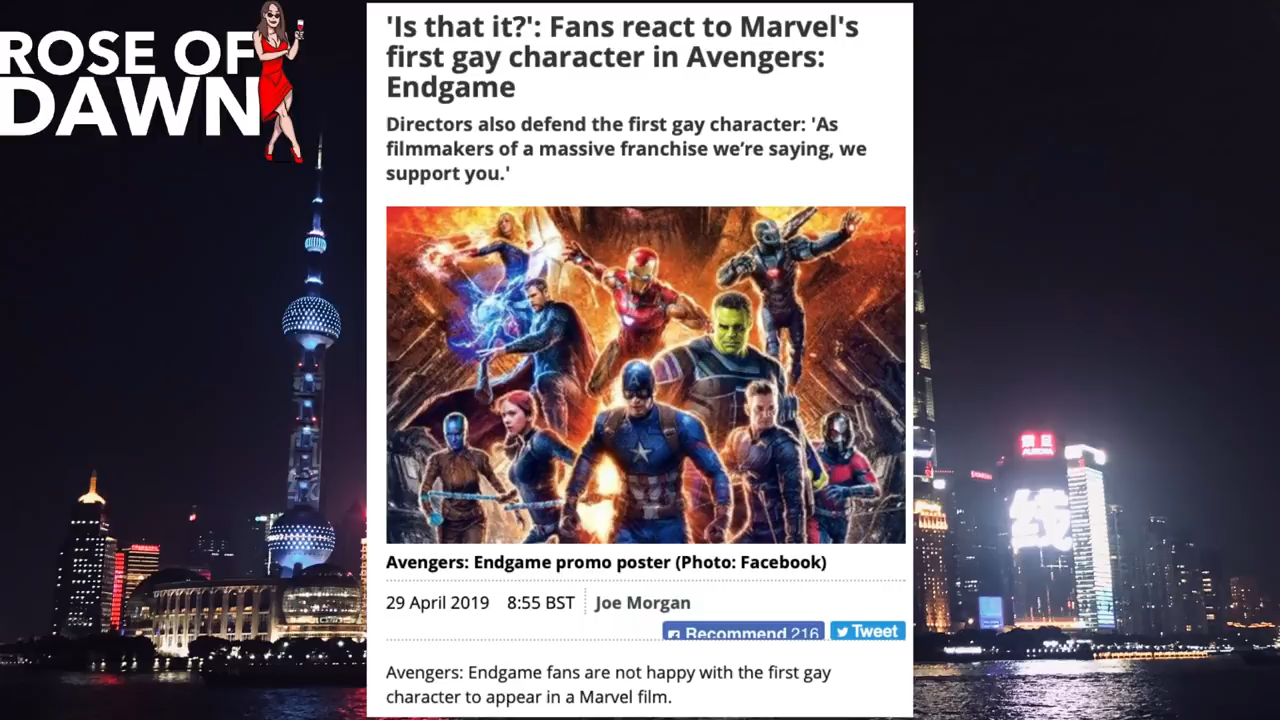 ROSE OF
DAWN
'Is that it?': Fans react to Marvel's
first gay character in Avengers:
Endgame
Directors also defend the first gay character: 'As
filmmakers of a massive franchise we’re saying, we
support you.'
Avengers: Endgame promo poster (Photo: Facebook)
29 April 2019 8:55 BST Joe Morgan
Recommend 216 Tweet
Avengers: Endgame fans are not happy with the first gay
character to appear in a Marvel film.
AURORA